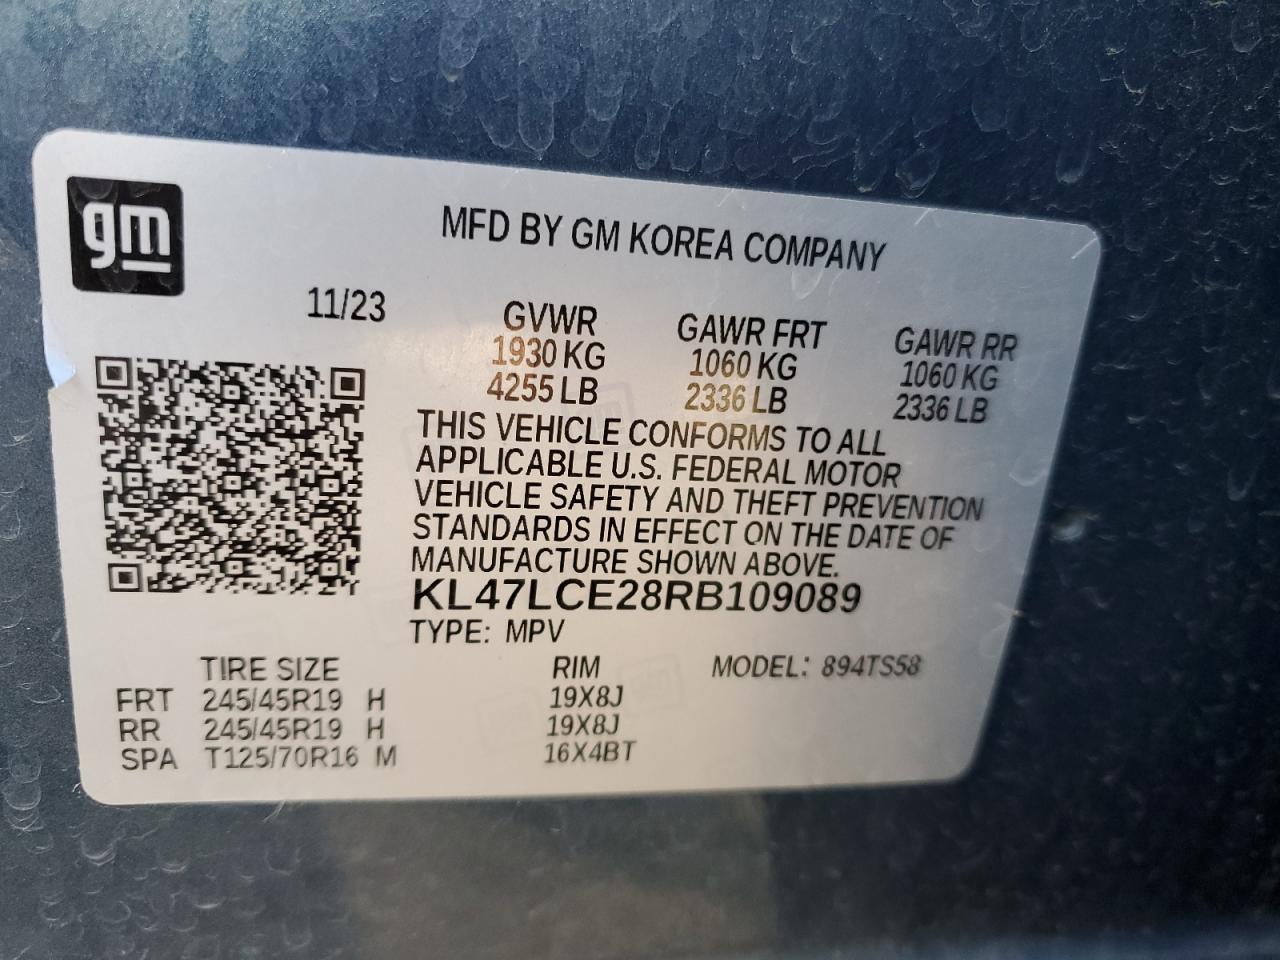 gm
MFD BY GM KOREA COMPANY
11/23
GVWR GAWR FRT GAWR RR
1930 KG 1060 KG 1060 KG
4255 LB 2336 LB 2336 LB
THIS VEHICLE CONFORMS TO ALL
APPLICABLE U.S. FEDERAL MOTOR
VEHICLE SAFETY AND THEFT PREVENTION
STANDARDS IN EFFECT ON THE DATE OF
MANUFACTURE SHOWN ABOVE.
KL47LCE28RB109089
TYPE: MPV
TIRE SIZE RIM MODEL: 894TS58
FRT 245/45R19 H 19X8J
RR 245/45R19 H 19X8J
SPA T125/70R16 M 16X4BT